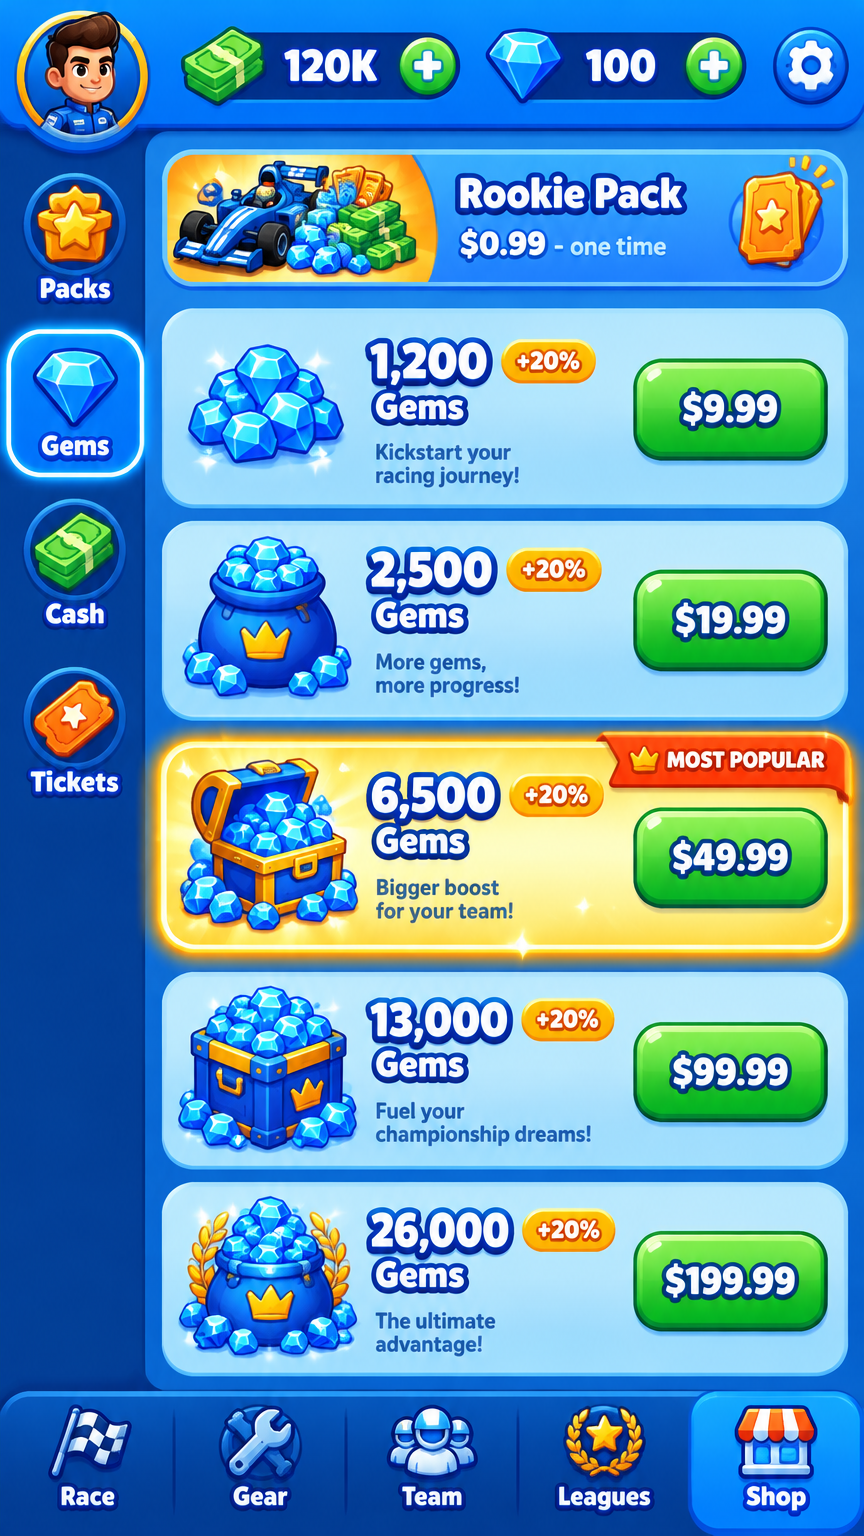 120K
100
Rookie Pack
$0.99 - one time
Packs
Gems
Cash
Tickets
1,200 +20%
Gems
Kickstart your
racing journey!
$9.99
2,500 +20%
Gems
More gems,
more progress!
$19.99
MOST POPULAR
6,500 +20%
Gems
Bigger boost
for your team!
$49.99
13,000 +20%
Gems
Fuel your
championship dreams!
$99.99
26,000 +20%
Gems
The ultimate
advantage!
$199.99
Race
Gear
Team
Leagues
Shop